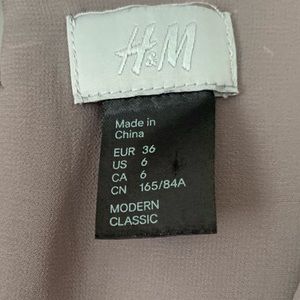 H&M
Made in
China
EUR 36
US 6
CA 6
CN 165/84A
MODERN
CLASSIC